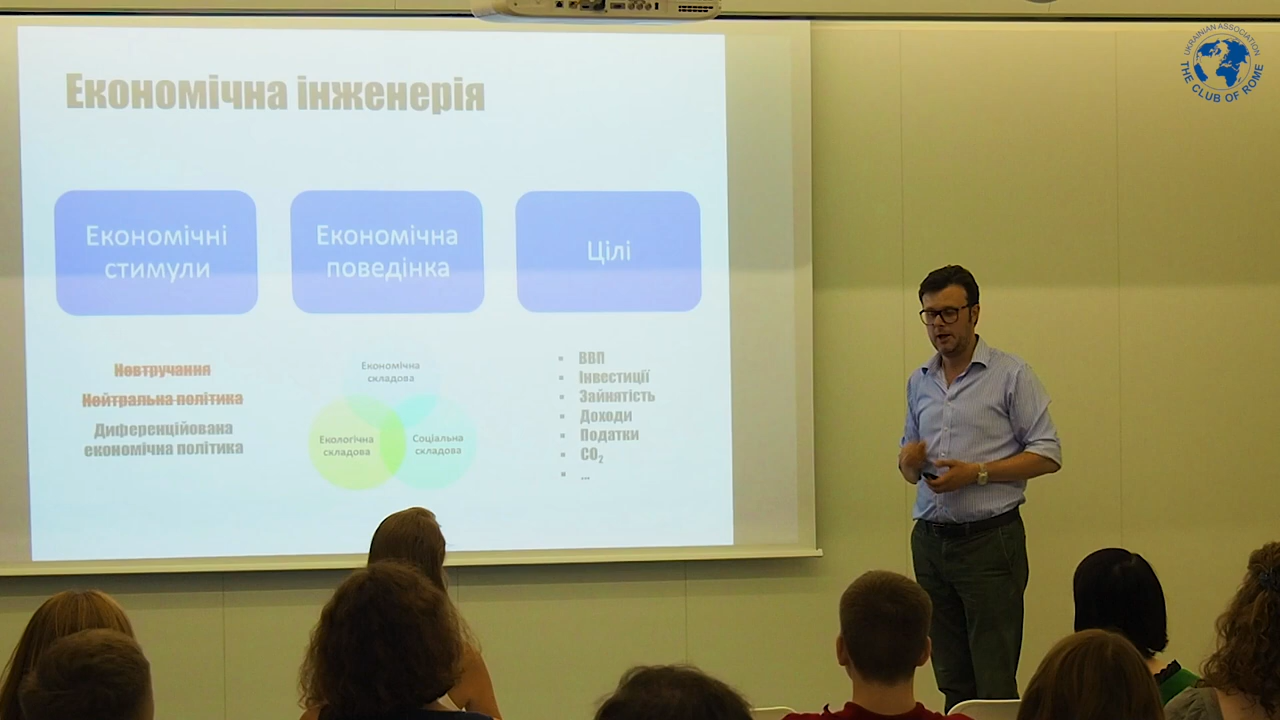 Економічна інженерія
Економічні
стимули
Економічна
поведінка
Цілі
Невтручання
Нейтральна політика
Диференційована
економічна політика
Економічна
складова
Екологічна
складова
Соціальна
складова
▪ ВВП
▪ Інвестиції
▪ Зайнятість
▪ Доходи
▪ Податки
▪ CO₂
▪ ...
UKRAINIAN ASSOCIATION
THE CLUB OF ROME